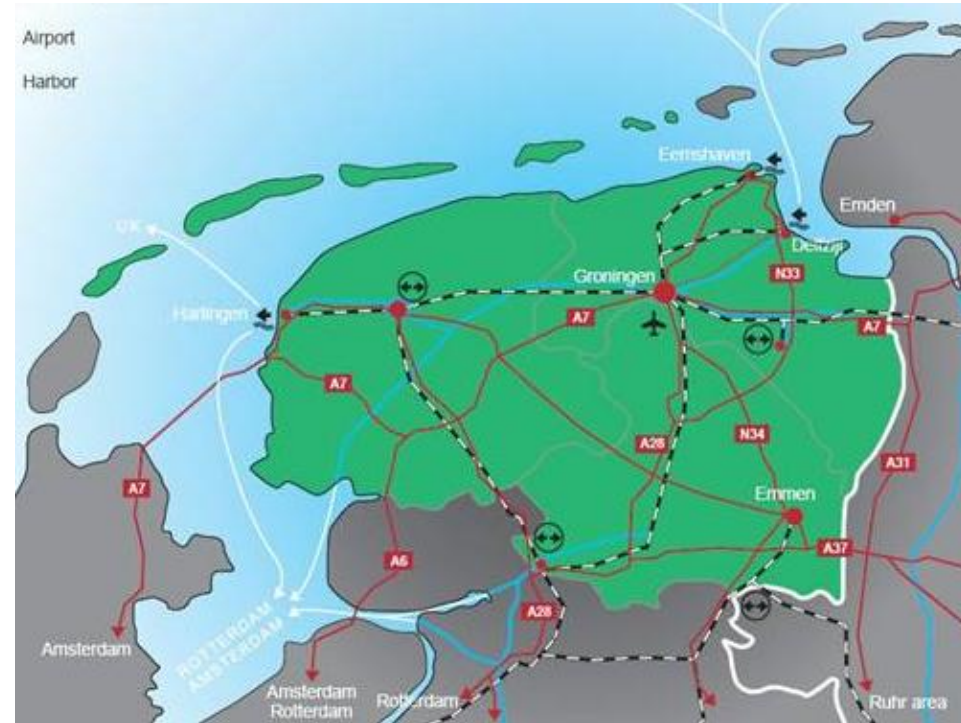 Airport
Harbor
Eemshaven
Emden
UK
Delfzijl
Groningen
N33
Harlingen
A7
A7
A7
A28
N34
A31
A7
Emmen
A6
A37
A28
ROTTERDAM
AMSTERDAM
Amsterdam
Amsterdam
Rotterdam
Rotterdam
Ruhr area